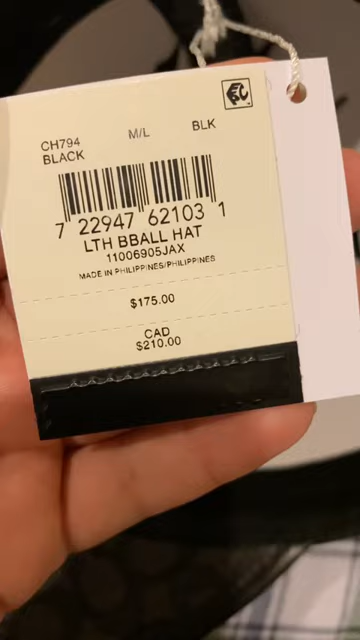 CH794 M/L BLK
BLACK
7 22947 62103 1
LTH BBALL HAT
11006905JAX
MADE IN PHILIPPINES/PHILIPPINES
$175.00
CAD
$210.00